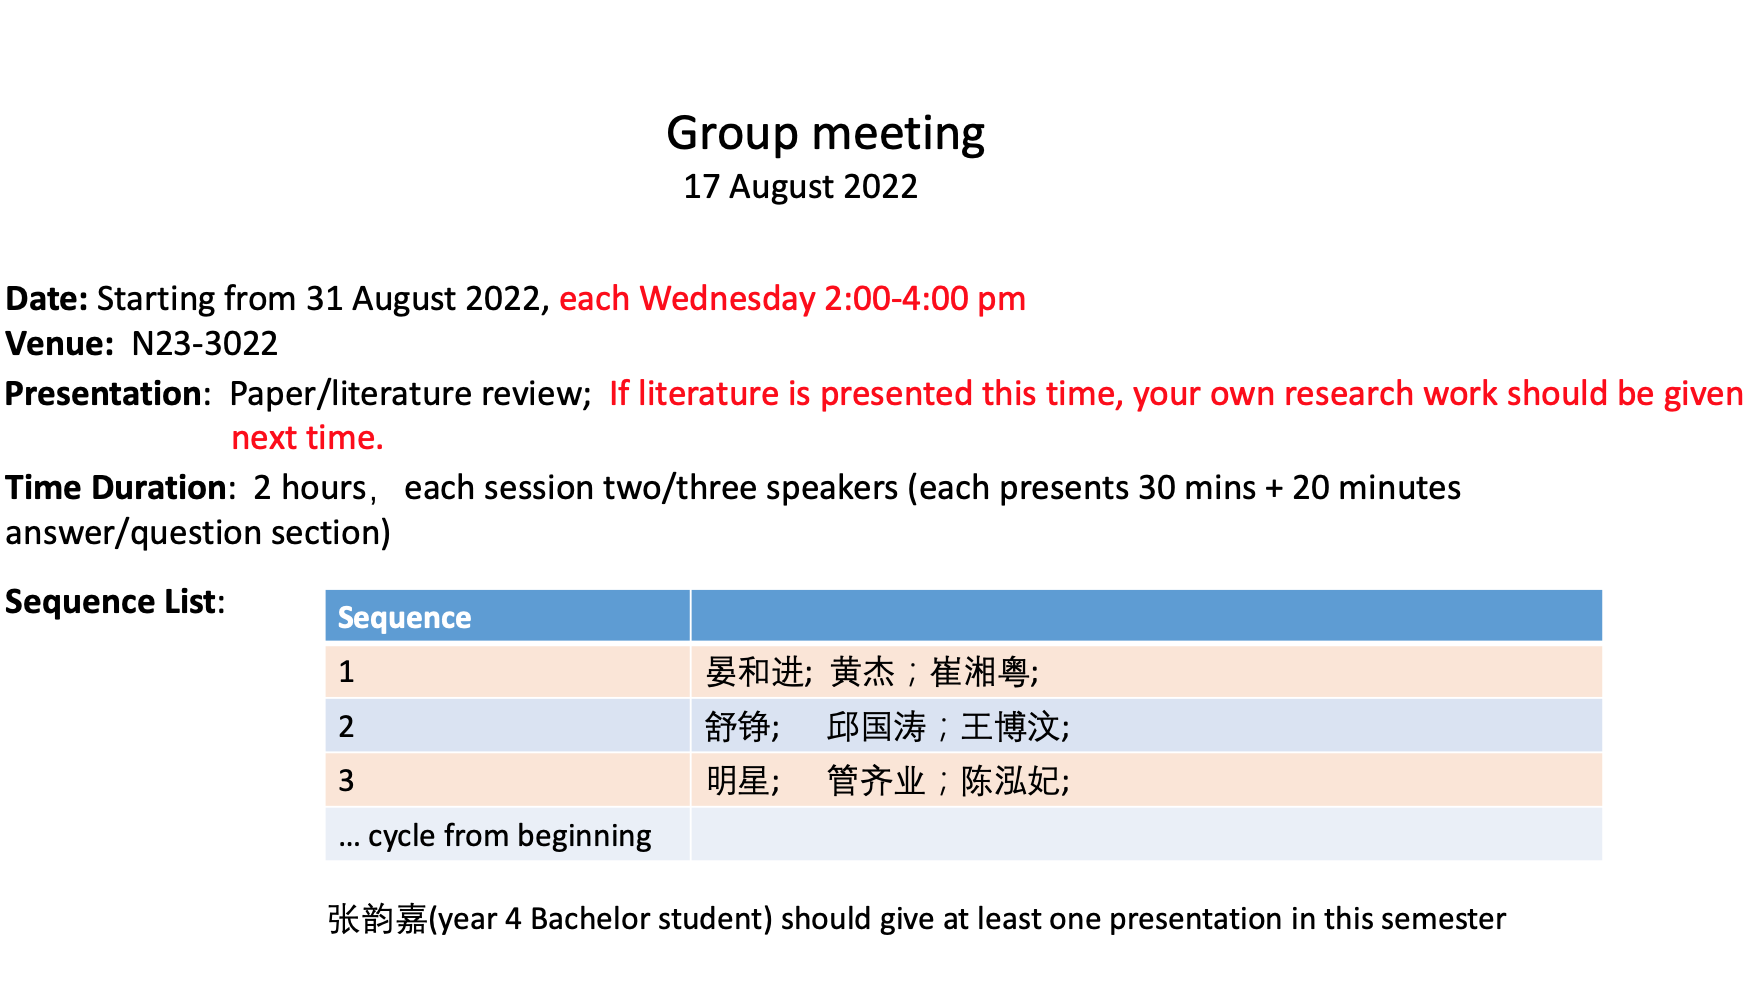 Group meeting
17 August 2022
Date: Starting from 31 August 2022, each Wednesday 2:00-4:00 pm
Venue: N23-3022
Presentation: Paper/literature review; If literature is presented this time, your own research work should be given
next time.
Time Duration: 2 hours, each session two/three speakers (each presents 30 mins + 20 minutes
answer/question section)
Sequence List:
Sequence
1 晏和进; 黄杰；崔湘粤;
2 舒铮; 邱国涛；王博汶;
3 明星; 管齐业；陈泓妃;
... cycle from beginning
张韵嘉(year 4 Bachelor student) should give at least one presentation in this semester